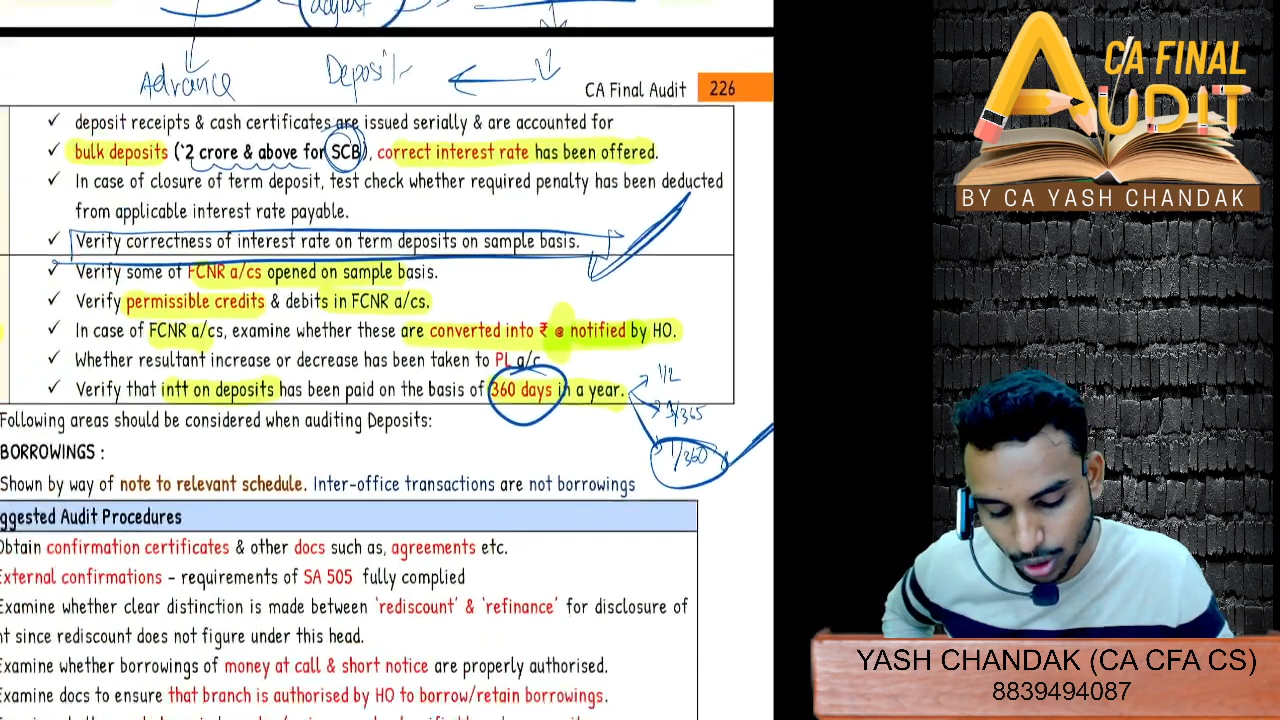 adjust
Advance
Deposit
CA Final Audit 226
✓ deposit receipts & cash certificates are issued serially & are accounted for
✓ bulk deposits (`2 crore & above for SCB), correct interest rate has been offered.
✓ In case of closure of term deposit, test check whether required penalty has been deducted
from applicable interest rate payable.
✓ Verify correctness of interest rate on term deposits on sample basis.
✓ Verify some of FCNR a/cs opened on sample basis.
✓ Verify permissible credits & debits in FCNR a/cs.
✓ In case of FCNR a/cs, examine whether these are converted into ₹ @ notified by HO.
✓ Whether resultant increase or decrease has been taken to PL a/c
✓ Verify that intt on deposits has been paid on the basis of 360 days in a year.
1/2
1/365
1/360
Following areas should be considered when auditing Deposits:
BORROWINGS :
Shown by way of note to relevant schedule. Inter-office transactions are not borrowings
ggested Audit Procedures
Obtain confirmation certificates & other docs such as, agreements etc.
External confirmations – requirements of SA 505 fully complied
Examine whether clear distinction is made between 'rediscount' & 'refinance' for disclosure of
nt since rediscount does not figure under this head.
Examine whether borrowings of money at call & short notice are properly authorised.
Examine docs to ensure that branch is authorised by HO to borrow/retain borrowings.
CA FINAL
AUDIT
BY CA YASH CHANDAK
YASH CHANDAK (CA CFA CS)
8839494087